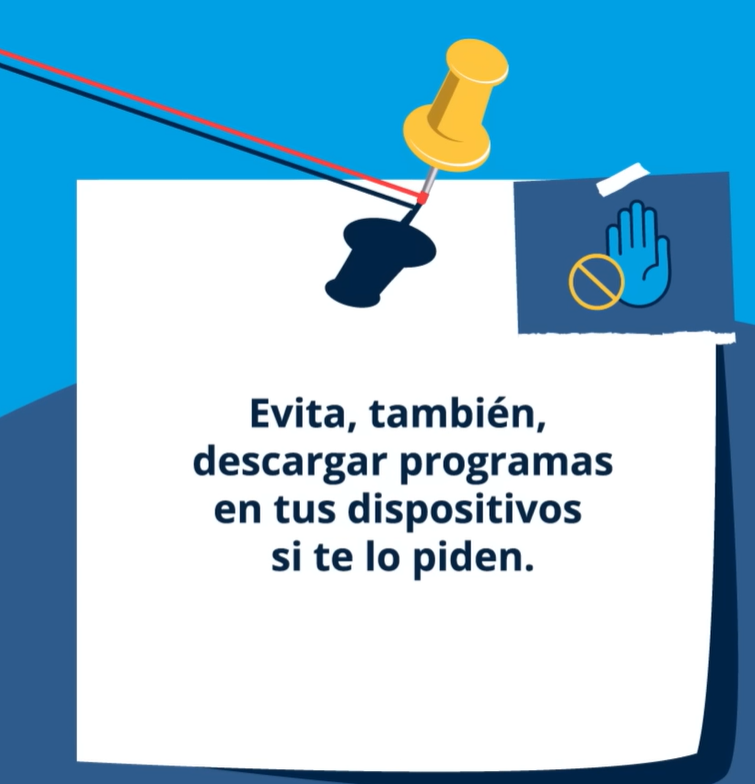 Evita, también,
descargar programas
en tus dispositivos
si te lo piden.